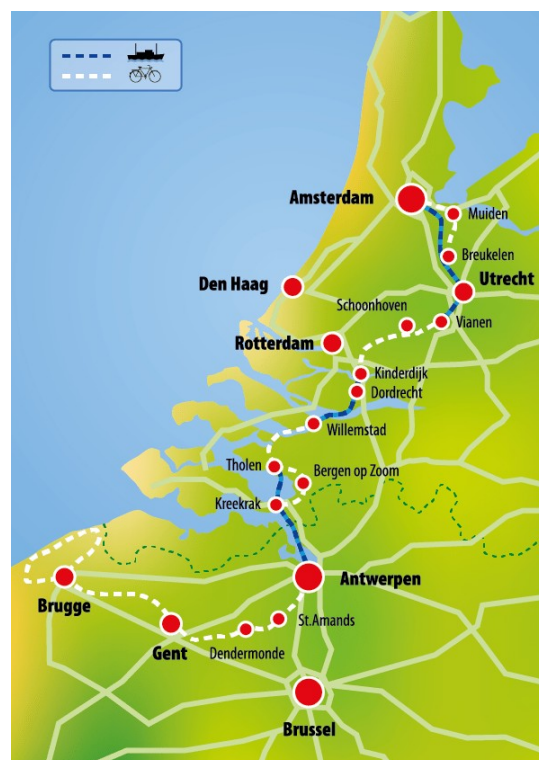 Amsterdam
Muiden
Breukelen
Den Haag
Utrecht
Schoonhoven
Vianen
Rotterdam
Kinderdijk
Dordrecht
Willemstad
Tholen
Bergen op Zoom
Kreekrak
Antwerpen
Brugge
St.Amands
Gent
Dendermonde
Brussel